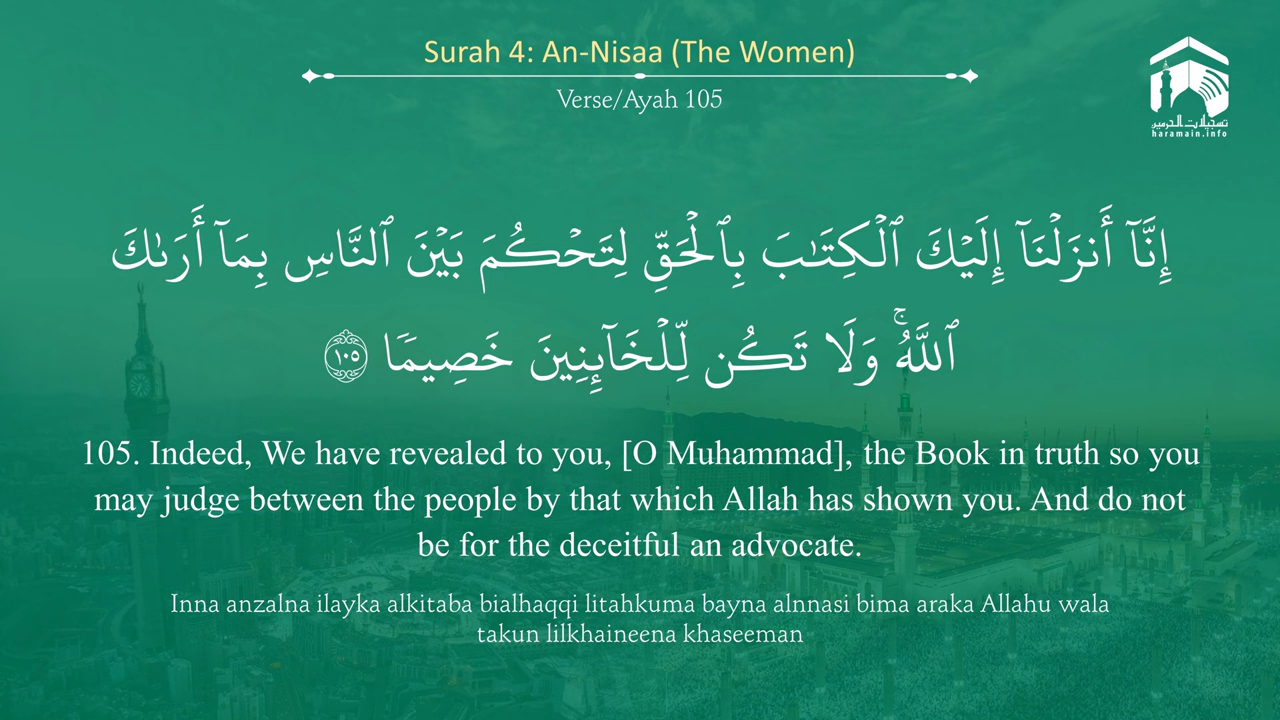 Surah 4: An-Nisaa (The Women)
Verse/Ayah 105
تسجيلات الحرمين
haramain.info
إِنَّآ أَنزَلْنَآ إِلَيْكَ ٱلْكِتَـٰبَ بِٱلْحَقِّ لِتَحْكُمَ بَيْنَ ٱلنَّاسِ بِمَآ أَرَىٰكَ
ٱللَّهُ ۚ وَلَا تَكُن لِّلْخَآئِنِينَ خَصِيمًا ١٠٥
105. Indeed, We have revealed to you, [O Muhammad], the Book in truth so you
may judge between the people by that which Allah has shown you. And do not
be for the deceitful an advocate.
Inna anzalna ilayka alkitaba bialhaqqi litahkuma bayna alnnasi bima araka Allahu wala
takun lilkhaineena khaseeman